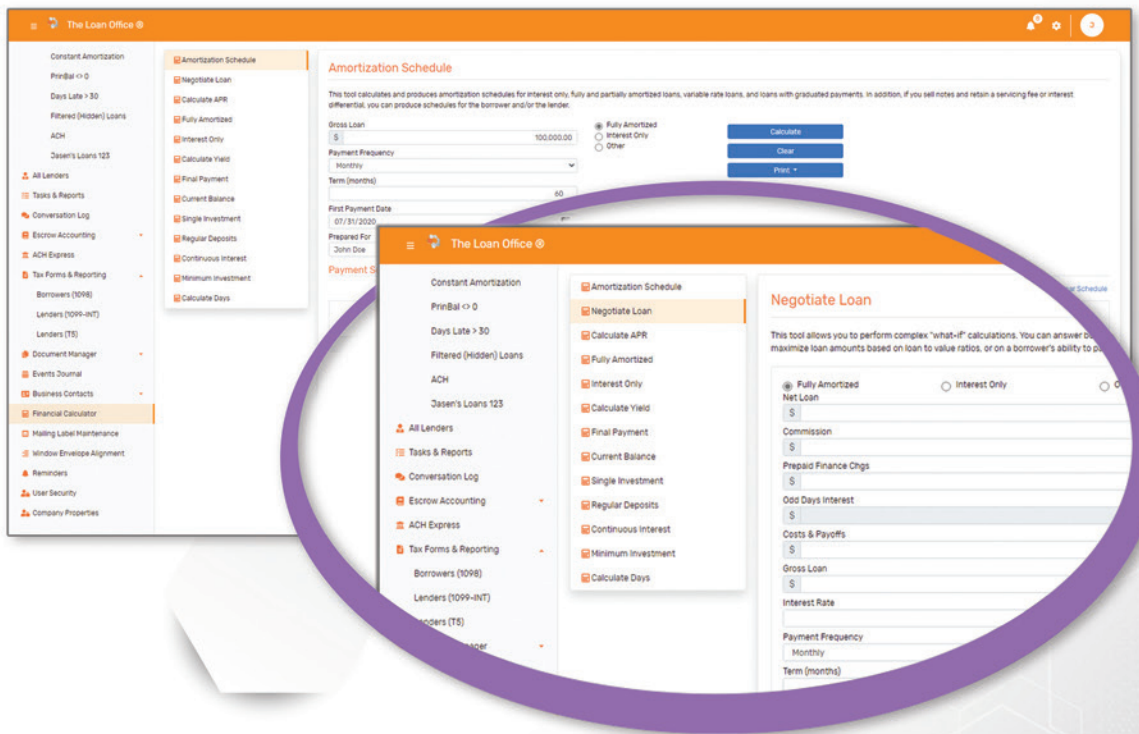 The Loan Office ®
0
J
Constant Amortization
PrinBal <> 0
Days Late > 30
Filtered (Hidden) Loans
ACH
Jasen's Loans 123
All Lenders
Tasks & Reports
Conversation Log
Escrow Accounting
ACH Express
Tax Forms & Reporting
Borrowers (1098)
Lenders (1099-INT)
Lenders (T5)
Document Manager
Events Journal
Business Contacts
Financial Calculator
Mailing Label Maintenance
Window Envelope Alignment
Reminders
User Security
Company Properties
Amortization Schedule
Negotiate Loan
Calculate APR
Fully Amortized
Interest Only
Calculate Yield
Final Payment
Current Balance
Single Investment
Regular Deposits
Continuous Interest
Minimum Investment
Calculate Days
Amortization Schedule
This tool calculates and produces amortization schedules for interest only, fully and partially amortized loans, variable rate loans, and loans with graduated payments. In addition, if you sell notes and retain a servicing fee or interest
differential, you can produce schedules for the borrower and/or the lender.
Gross Loan
$ 100,000.00
Payment Frequency
Monthly
Term (months)
60
First Payment Date
07/31/2020
Prepared For
John Doe
Payment S
Fully Amortized
Interest Only
Other
Calculate
Clear
Print
Schedule
The Loan Office ®
Constant Amortization
PrinBal <> 0
Days Late > 30
Filtered (Hidden) Loans
ACH
Jasen's Loans 123
All Lenders
Tasks & Reports
Conversation Log
Escrow Accounting
ACH Express
Tax Forms & Reporting
Borrowers (1098)
Lenders (1099-INT)
enders (T5)
nager
Amortization Schedule
Negotiate Loan
Calculate APR
Fully Amortized
Interest Only
Calculate Yield
Final Payment
Current Balance
Single Investment
Regular Deposits
Continuous Interest
Minimum Investment
Calculate Days
Negotiate Loan
This tool allows you to perform complex "what-if" calculations. You can answer
maximize loan amounts based on loan to value ratios, or on a borrower's ability to
Fully Amortized Interest Only
Net Loan
$
Commission
$
Prepaid Finance Chgs
$
Odd Days Interest
$
Costs & Payoffs
$
Gross Loan
$
Interest Rate
Payment Frequency
Monthly
Term (months)